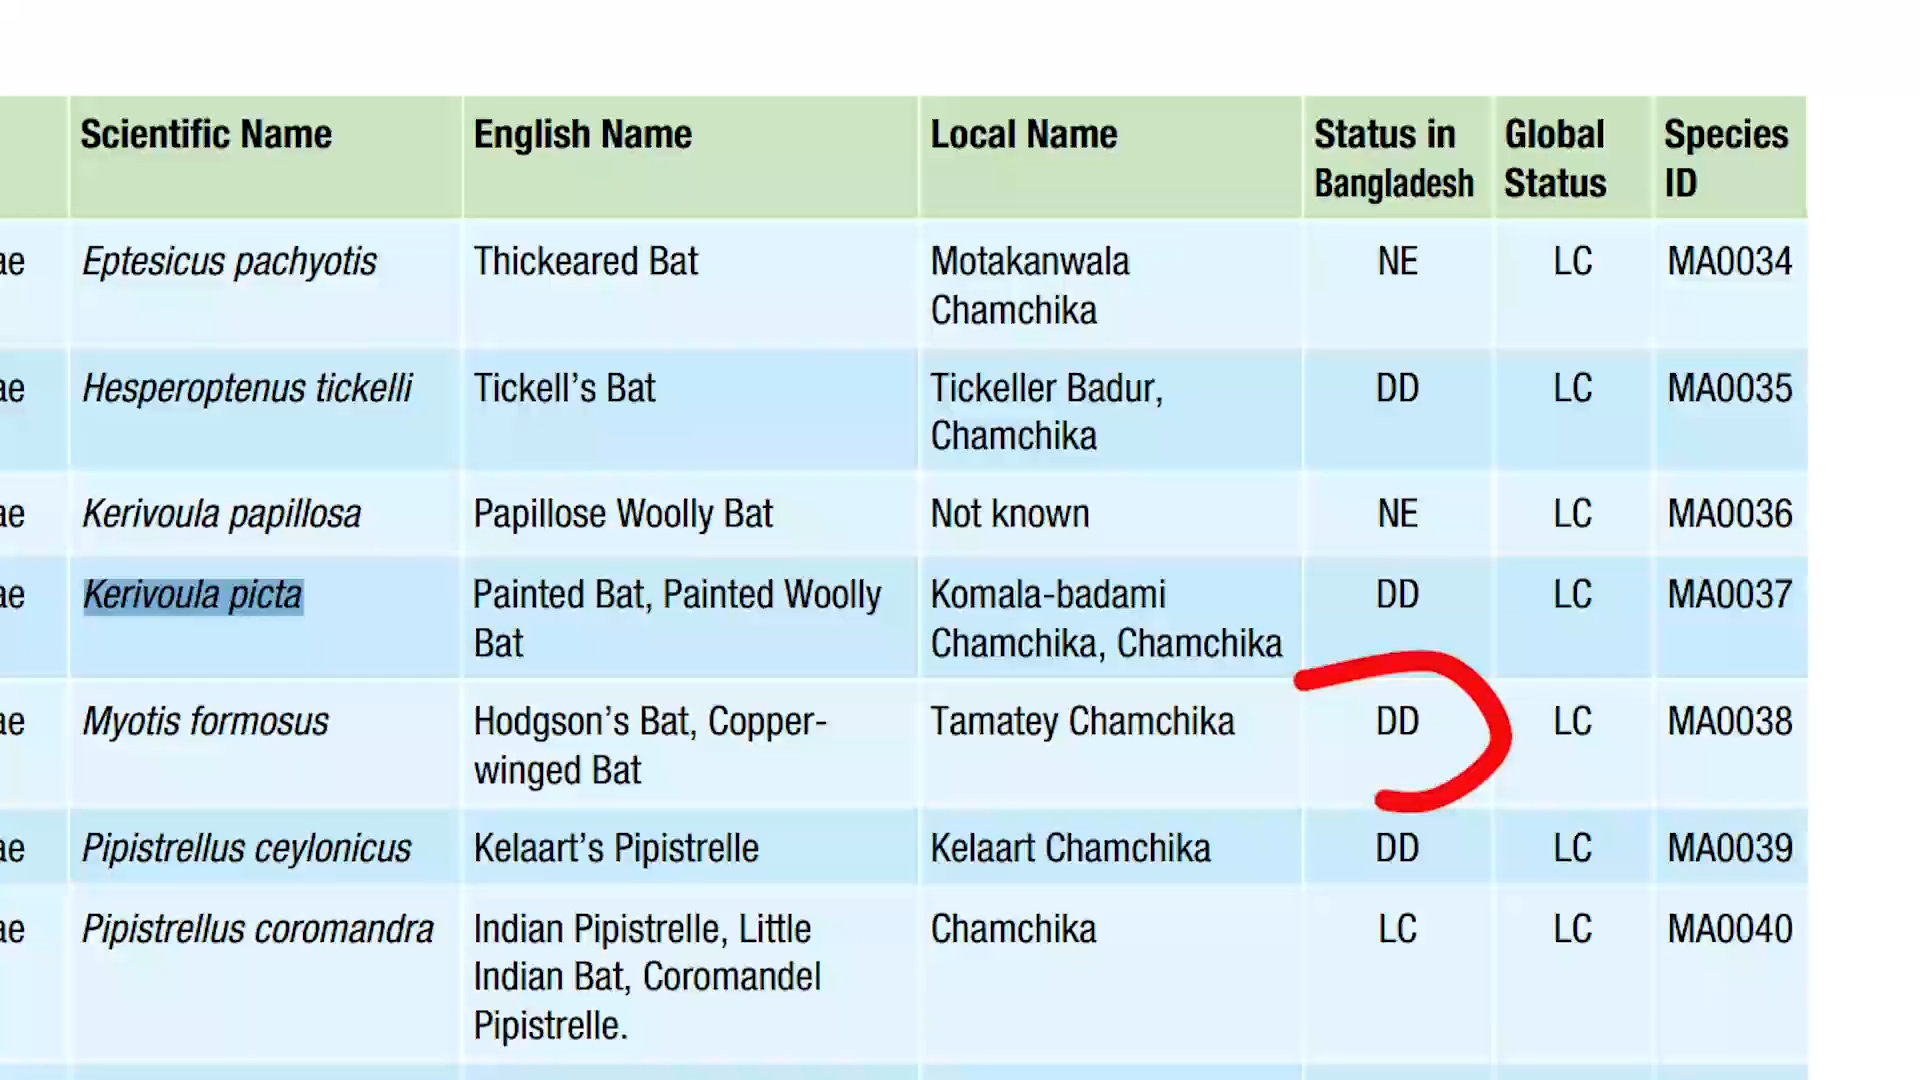 Scientific Name English Name Local Name Status in Global Species
Bangladesh Status ID
ae Eptesicus pachyotis Thickeared Bat Motakanwala NE LC MA0034
Chamchika
ae Hesperoptenus tickelli Tickell’s Bat Tickeller Badur, DD LC MA0035
Chamchika
ae Kerivoula papillosa Papillose Woolly Bat Not known NE LC MA0036
ae Kerivoula picta Painted Bat, Painted Woolly Komala-badami DD LC MA0037
Bat Chamchika, Chamchika
ae Myotis formosus Hodgson’s Bat, Copper- Tamatey Chamchika DD LC MA0038
winged Bat
ae Pipistrellus ceylonicus Kelaart’s Pipistrelle Kelaart Chamchika DD LC MA0039
ae Pipistrellus coromandra Indian Pipistrelle, Little Chamchika LC LC MA0040
Indian Bat, Coromandel
Pipistrelle.